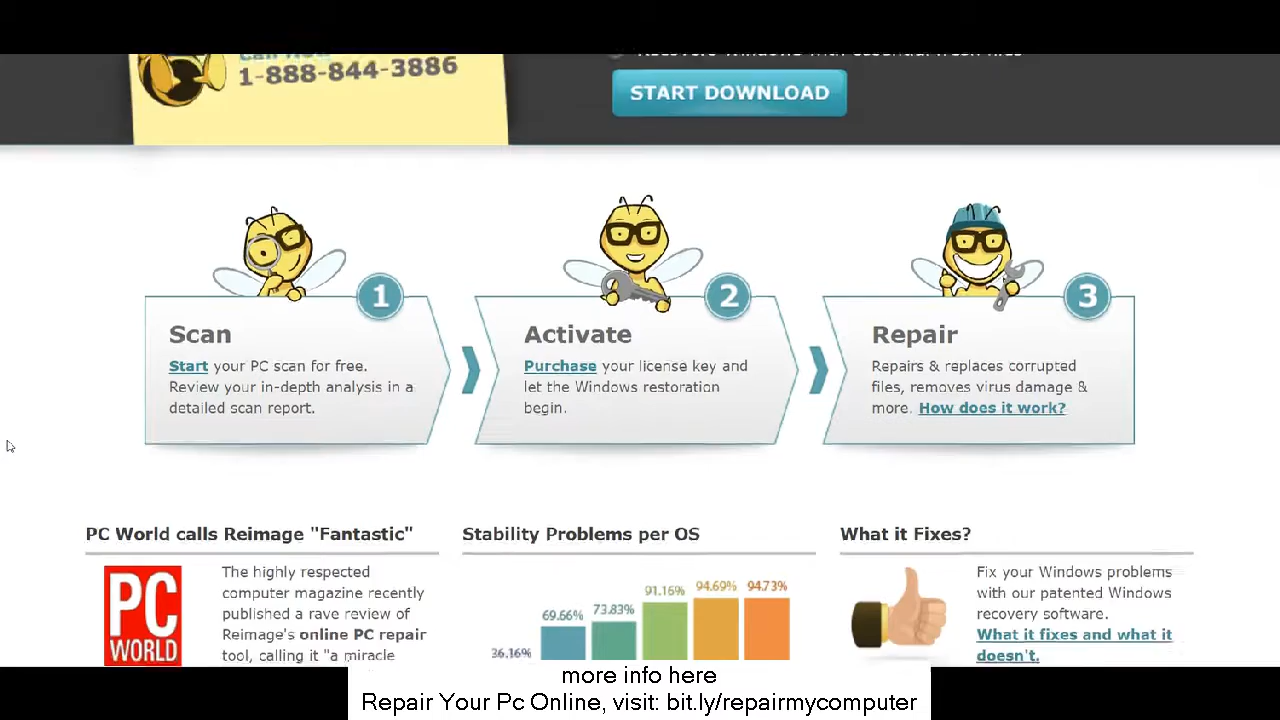 1-888-844-3886
START DOWNLOAD
1
2
3
Scan
Start your PC scan for free.
Review your in-depth analysis in a
detailed scan report.
Activate
Purchase your license key and
let the Windows restoration
begin.
Repair
Repairs & replaces corrupted
files, removes virus damage &
more. How does it work?
PC World calls Reimage "Fantastic"
PC
WORLD
The highly respected
computer magazine recently
published a rave review of
Reimage's online PC repair
tool, calling it "a miracle
Stability Problems per OS
36.16%
69.66%
73.83%
91.16%
94.69%
94.73%
What it Fixes?
Fix your Windows problems
with our patented Windows
recovery software.
What it fixes and what it
doesn't.
more info here
Repair Your Pc Online, visit: bit.ly/repairmycomputer